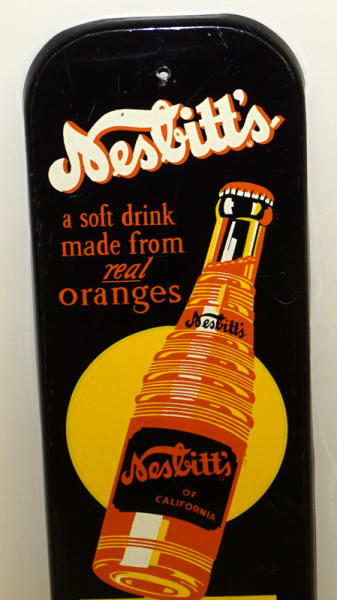 Nesbitt's
a soft drink
made from
real
oranges
Nesbitt's
Nesbitt's
OF
CALIFORNIA